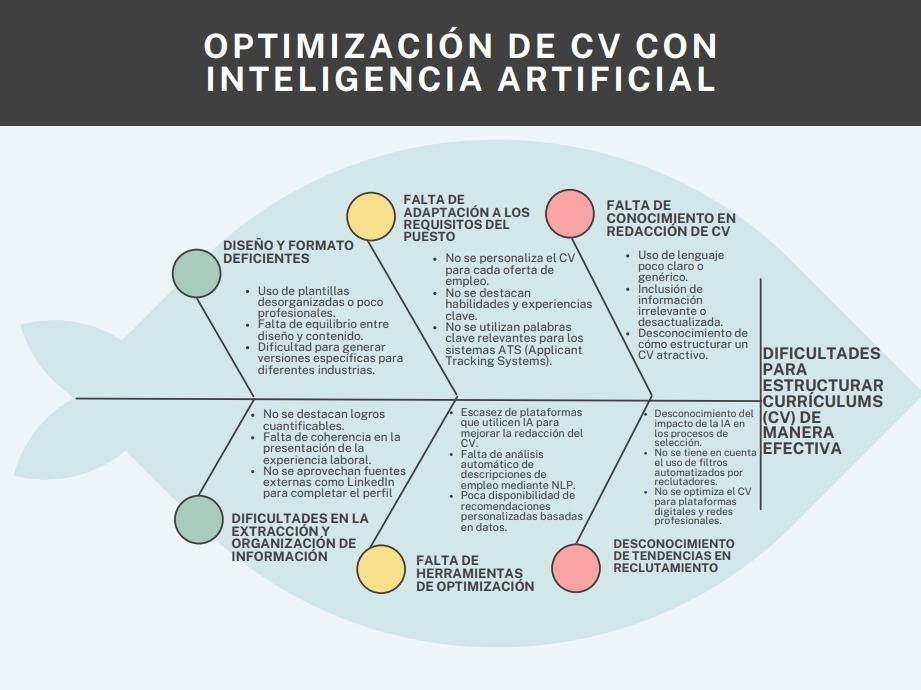 OPTIMIZACIÓN DE CV CON
INTELIGENCIA ARTIFICIAL
DISEÑO Y FORMATO
DEFICIENTES
• Uso de plantillas
desorganizadas o poco
profesionales.
• Falta de equilibrio entre
diseño y contenido.
• Dificultad para generar
versiones específicas para
diferentes industrias.
FALTA DE
ADAPTACIÓN A LOS
REQUISITOS DEL
PUESTO
• No se personaliza el CV
para cada oferta de
empleo.
• No se destacan
habilidades y experiencias
clave.
• No se utilizan palabras
clave relevantes para los
sistemas ATS (Applicant
Tracking Systems).
FALTA DE
CONOCIMIENTO EN
REDACCIÓN DE CV
• Uso de lenguaje
poco claro o
genérico.
• Inclusión de
información
irrelevante o
desactualizada.
• Desconocimiento de
cómo estructurar un
CV atractivo.
DIFICULTADES
PARA
ESTRUCTURAR
CURRÍCULUMS
(CV) DE
MANERA
EFECTIVA
• No se destacan logros
cuantificables.
• Falta de coherencia en la
presentación de la
experiencia laboral.
• No se aprovechan fuentes
externas como LinkedIn
para completar el perfil
DIFICULTADES EN LA
EXTRACCIÓN Y
ORGANIZACIÓN DE
INFORMACIÓN
• Escasez de plataformas
que utilicen IA para
mejorar la redacción del
CV.
• Falta de análisis
automático de
descripciones de
empleo mediante NLP.
• Poca disponibilidad de
recomendaciones
personalizadas basadas
en datos.
FALTA DE
HERRAMIENTAS
DE OPTIMIZACIÓN
• Desconocimiento del
impacto de la IA en
los procesos de
selección.
• No se tiene en cuenta
el uso de filtros
automatizados por
reclutadores.
• No se optimiza el CV
para plataformas
digitales y redes
profesionales.
DESCONOCIMIENTO
DE TENDENCIAS EN
RECLUTAMIENTO